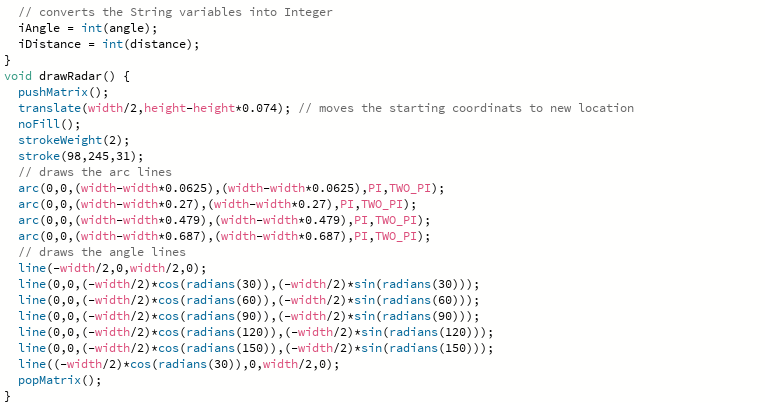 // converts the String variables into Integer
iAngle = int(angle);
iDistance = int(distance);
}
void drawRadar() {
pushMatrix();
translate(width/2,height-height*0.074); // moves the starting coordinats to new location
noFill();
strokeWeight(2);
stroke(98,245,31);
// draws the arc lines
arc(0,0,(width-width*0.0625),(width-width*0.0625),PI,TWO_PI);
arc(0,0,(width-width*0.27),(width-width*0.27),PI,TWO_PI);
arc(0,0,(width-width*0.479),(width-width*0.479),PI,TWO_PI);
arc(0,0,(width-width*0.687),(width-width*0.687),PI,TWO_PI);
// draws the angle lines
line(-width/2,0,width/2,0);
line(0,0,(-width/2)*cos(radians(30)),(-width/2)*sin(radians(30)));
line(0,0,(-width/2)*cos(radians(60)),(-width/2)*sin(radians(60)));
line(0,0,(-width/2)*cos(radians(90)),(-width/2)*sin(radians(90)));
line(0,0,(-width/2)*cos(radians(120)),(-width/2)*sin(radians(120)));
line(0,0,(-width/2)*cos(radians(150)),(-width/2)*sin(radians(150)));
line((-width/2)*cos(radians(30)),0,width/2,0);
popMatrix();
}